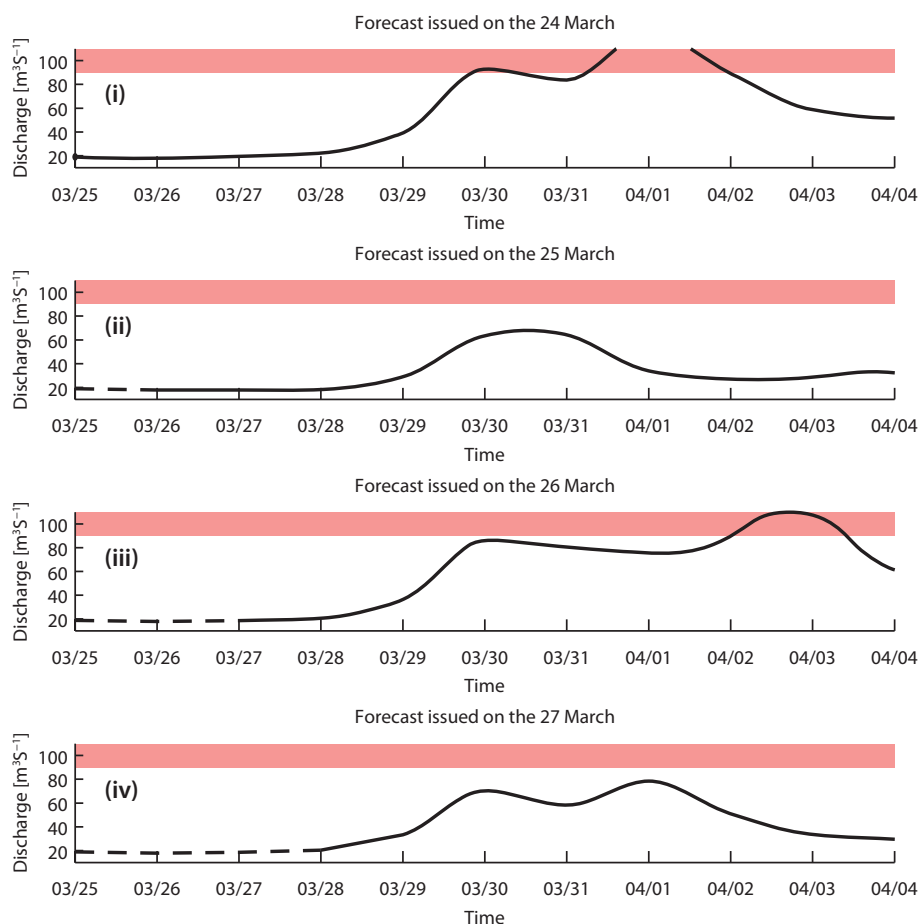 Forecast issued on the 24 March
Discharge [m³S⁻¹]
100
80
60
40
20
(i)
03/25 03/26 03/27 03/28 03/29 03/30 03/31 04/01 04/02 04/03 04/04
Time
Forecast issued on the 25 March
Discharge [m³S⁻¹]
100
80
60
40
20
(ii)
03/25 03/26 03/27 03/28 03/29 03/30 03/31 04/01 04/02 04/03 04/04
Time
Forecast issued on the 26 March
Discharge [m³S⁻¹]
100
80
60
40
20
(iii)
03/25 03/26 03/27 03/28 03/29 03/30 03/31 04/01 04/02 04/03 04/04
Time
Forecast issued on the 27 March
Discharge [m³S⁻¹]
100
80
60
40
20
(iv)
03/25 03/26 03/27 03/28 03/29 03/30 03/31 04/01 04/02 04/03 04/04
Time